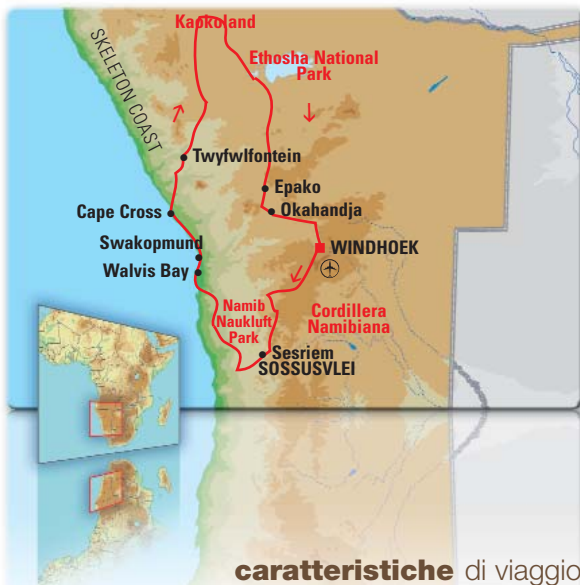 Kaokoland
Ethosha National
Park
SKELETON COAST
Twyfwlfontein
Epako
Okahandja
Cape Cross
Swakopmund
WINDHOEK
Walvis Bay
Namib
Naukluft
Park
Cordillera
Namibiana
Sesriem
SOSSUSVLEI
caratteristiche di viaggio